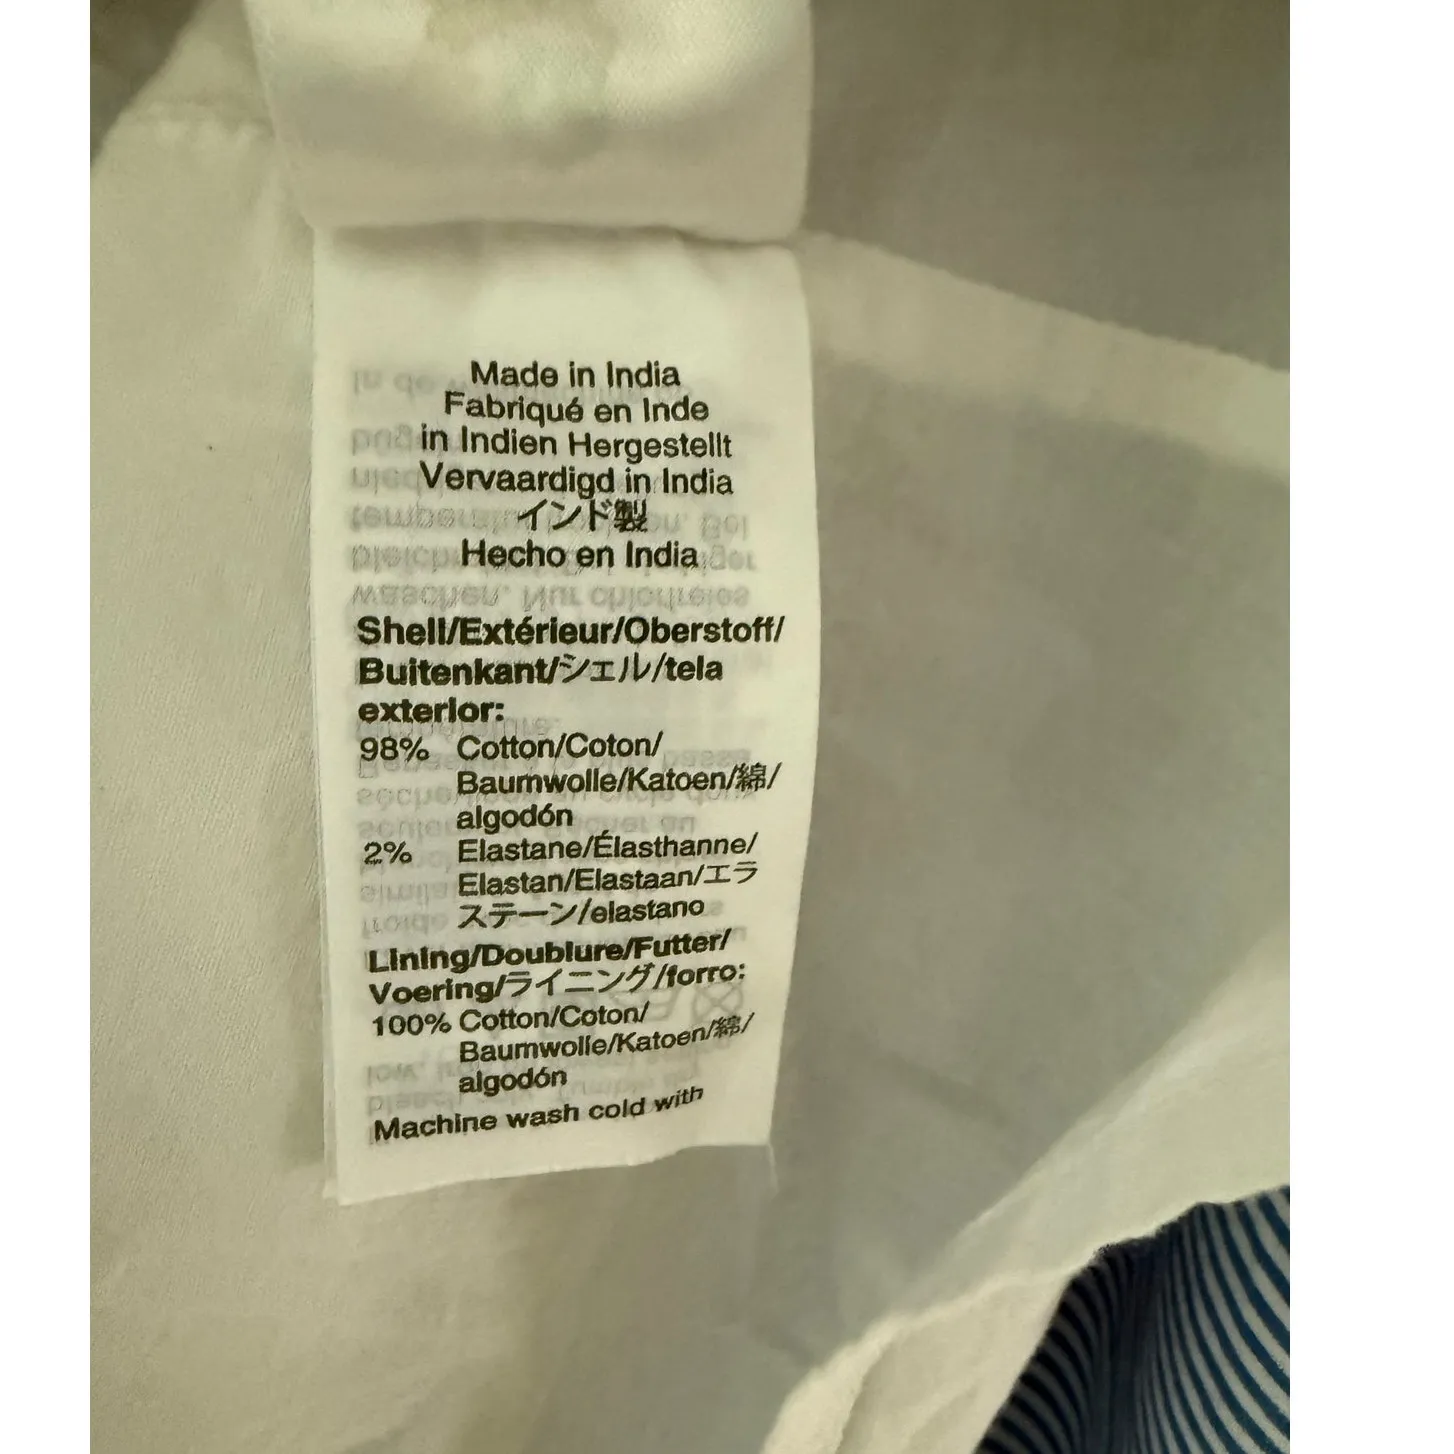 Made in India
Fabriqué en Inde
in Indien Hergestellt
Vervaardigd in India
インド製
Hecho en India
Shell/Extérieur/Oberstoff/
Buitenkant/シェル/tela
exterior:
98% Cotton/Coton/
Baumwolle/Katoen/綿/
algodón
2% Elastane/Élasthanne/
Elastan/Elastaan/エラ
ステーン/elastano
Lining/Doublure/Futter/
Voering/ライニング/forro:
100% Cotton/Coton/
Baumwolle/Katoen/綿/
algodón
Machine wash cold with